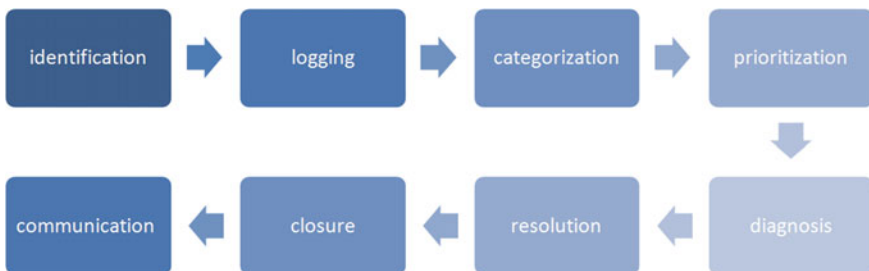 identification
logging
categorization
prioritization
diagnosis
resolution
closure
communication